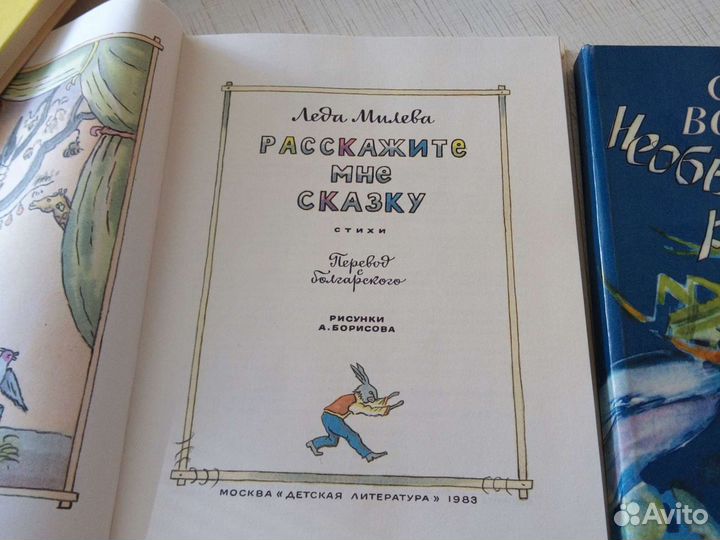 Леда Милева
РАССКАЖИТЕ
МНЕ
СКАЗКУ
СТИХИ
Перевод
с
болгарского
РИСУНКИ
А. БОРИСОВА
МОСКВА «ДЕТСКАЯ ЛИТЕРАТУРА» 1983
Avito